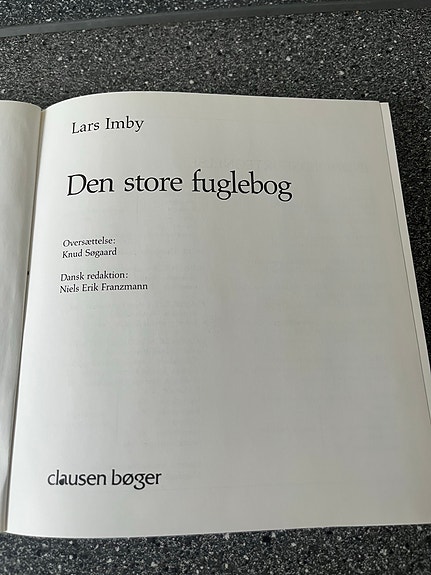 Lars Imby
Den store fuglebog
Oversættelse:
Knud Søgaard
Dansk redaktion:
Niels Erik Franzmann
clausen bøger